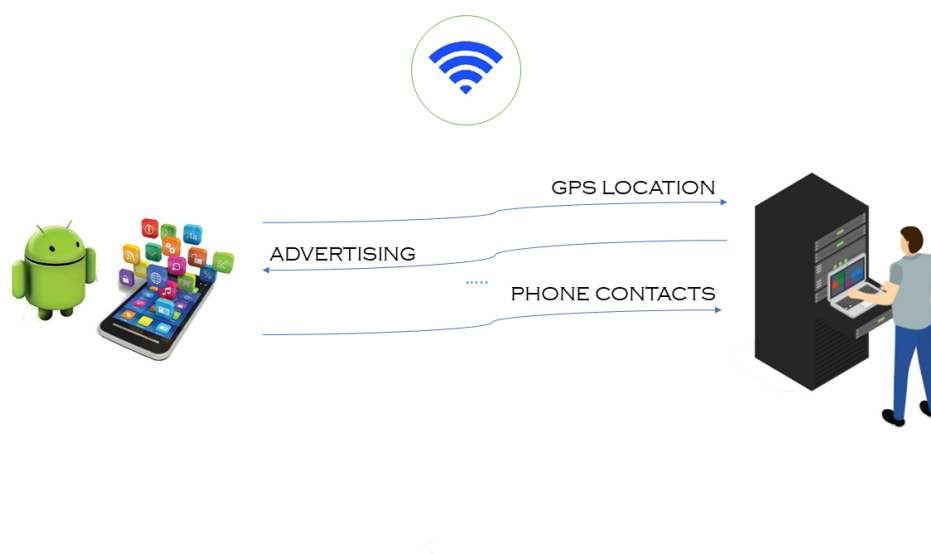 GPS LOCATION
ADVERTISING
.....
PHONE CONTACTS